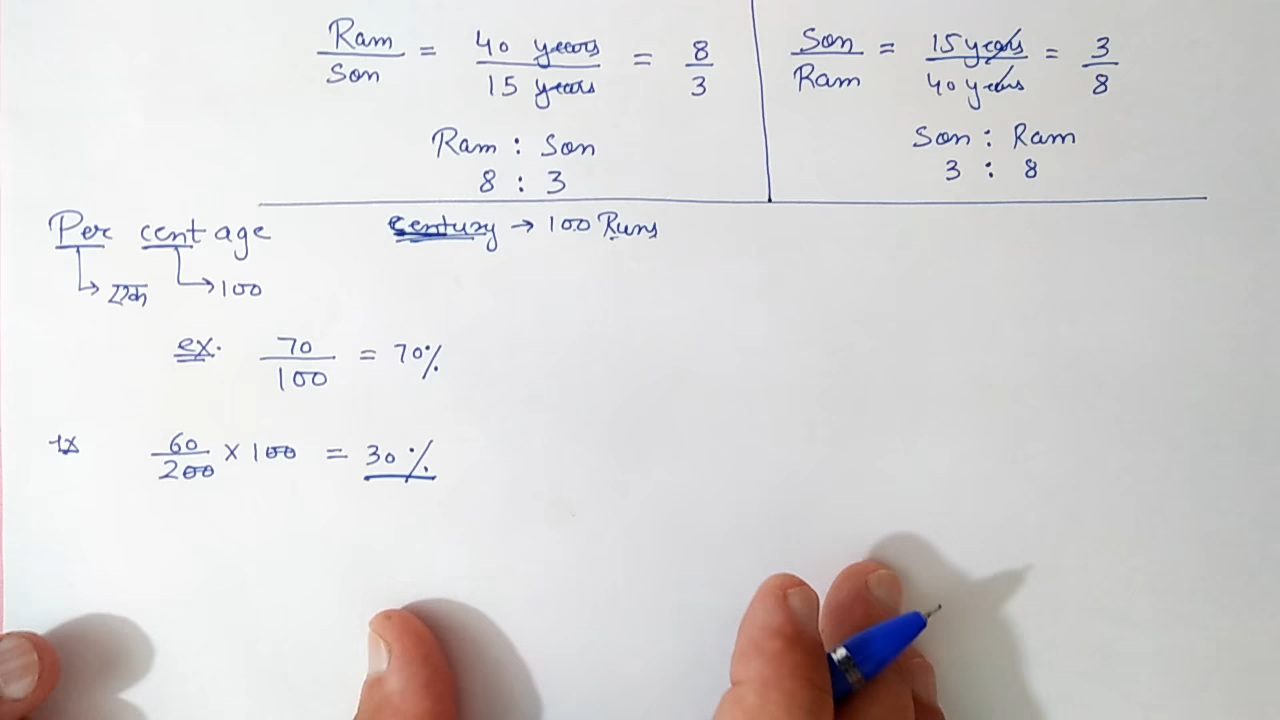 Ram/Son = 40 years/15 years = 8/3
Ram : Son
8 : 3
Son/Ram = 15 years/40 years = 3/8
Son : Ram
3 : 8
Per cent age
Century → 100 Runs
→ एक
→ 100
ex. 70/100 = 70%
60/200 × 100 = 30%